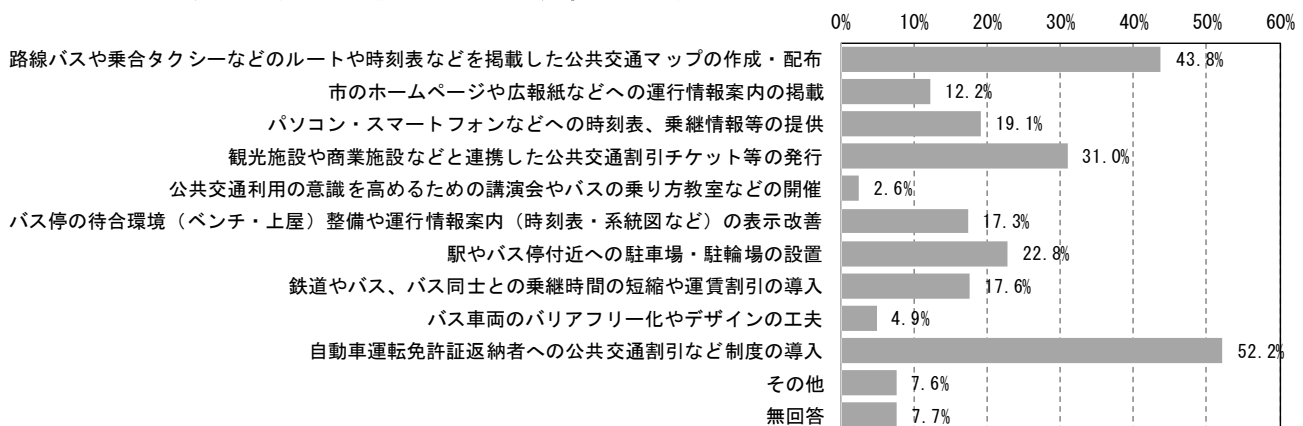 0% 10% 20% 30% 40% 50% 60%
路線バスや乗合タクシーなどのルートや時刻表などを掲載した公共交通マップの作成・配布 43.8%
市のホームページや広報紙などへの運行情報案内の掲載 12.2%
パソコン・スマートフォンなどへの時刻表、乗継情報等の提供 19.1%
観光施設や商業施設などと連携した公共交通割引チケット等の発行 31.0%
公共交通利用の意識を高めるための講演会やバスの乗り方教室などの開催 2.6%
バス停の待合環境（ベンチ・上屋）整備や運行情報案内（時刻表・系統図など）の表示改善 17.3%
駅やバス停付近への駐車場・駐輪場の設置 22.8%
鉄道やバス、バス同士との乗継時間の短縮や運賃割引の導入 17.6%
バス車両のバリアフリー化やデザインの工夫 4.9%
自動車運転免許証返納者への公共交通割引など制度の導入 52.2%
その他 7.6%
無回答 7.7%